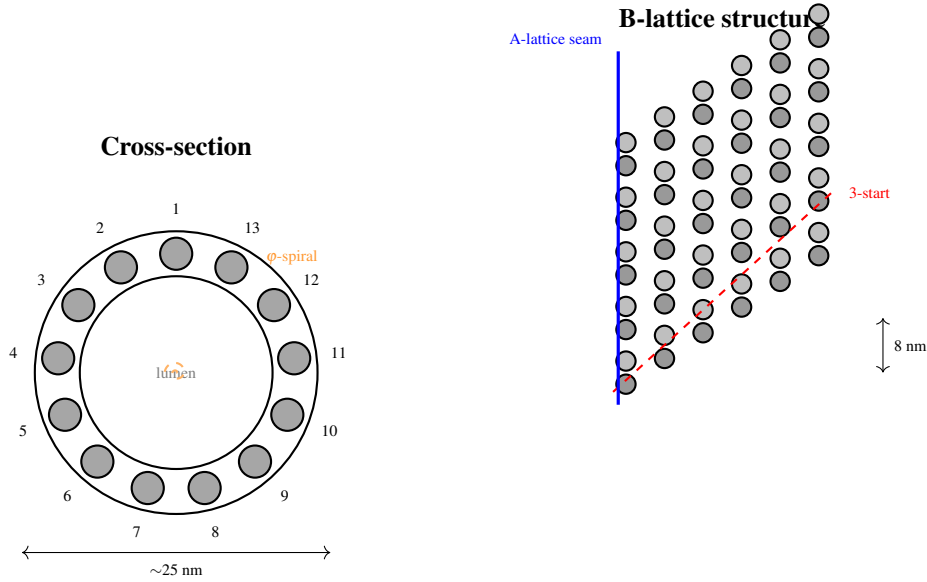 B-lattice structure
A-lattice seam
3-start
8 nm
Cross-section
1
2
13
φ-spiral
3
12
4
11
lumen
5
10
6
9
7
8
~25 nm